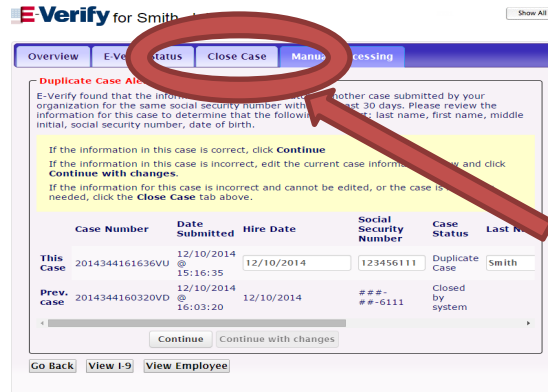 E-Verify for Smith
Show All
Overview E-Ve Status Close Case Manua cessing
Duplicate Case Ale
E-Verify found that the inform other case submitted by your
organization for the same social security number with ast 30 days. Please review the
information for this case to determine that the following t: last name, first name, middle
initial, social security number, date of birth.
If the information in this case is correct, click Continue
If the information in this case is incorrect, edit the current case inform w and click
Continue with changes.
If the information for this case is incorrect and cannot be edited, or the case is
needed, click the Close Case tab above.
Case Number Date Submitted Hire Date Social Security Number Case Status Last N
This Case 2014344161636VU 12/10/2014 @ 15:16:35 12/10/2014 123456111 Duplicate Case Smith
Prev. case 2014344160320VD 12/10/2014 @ 16:03:20 12/10/2014 ###-##-6111 Closed by system
Continue Continue with changes
Go Back View I-9 View Employee